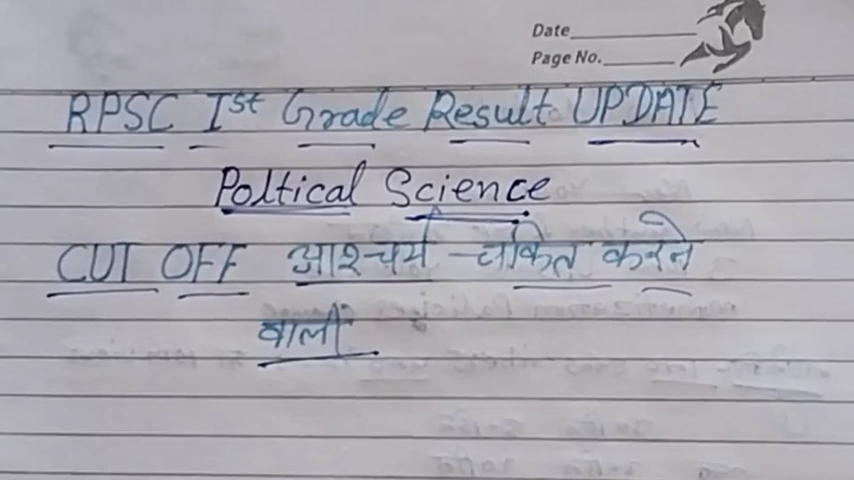 Date
Page No.
RPSC Ist Grade Result UPDATE
Poltical Science
CUT OFF आश्चर्य-चकित करने
वाली